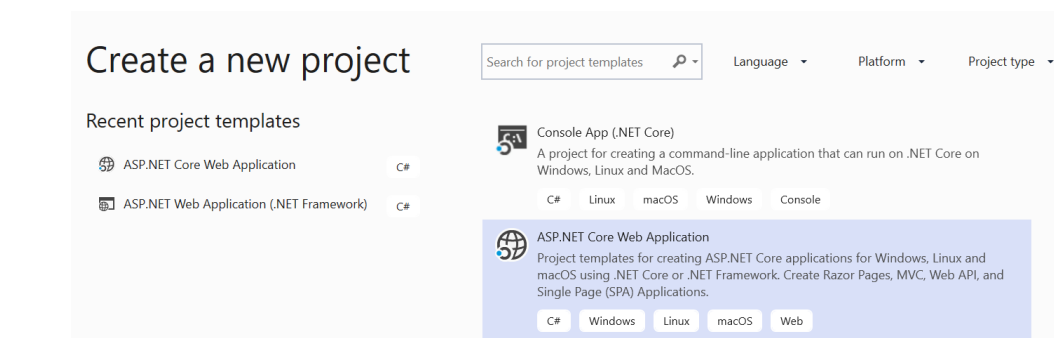 Create a new project
Search for project templates
Language
Platform
Project type
Recent project templates
ASP.NET Core Web Application
C#
ASP.NET Web Application (.NET Framework)
C#
C:\
Console App (.NET Core)
A project for creating a command-line application that can run on .NET Core on
Windows, Linux and MacOS.
C#
Linux
macOS
Windows
Console
ASP.NET Core Web Application
Project templates for creating ASP.NET Core applications for Windows, Linux and
macOS using .NET Core or .NET Framework. Create Razor Pages, MVC, Web API, and
Single Page (SPA) Applications.
C#
Windows
Linux
macOS
Web